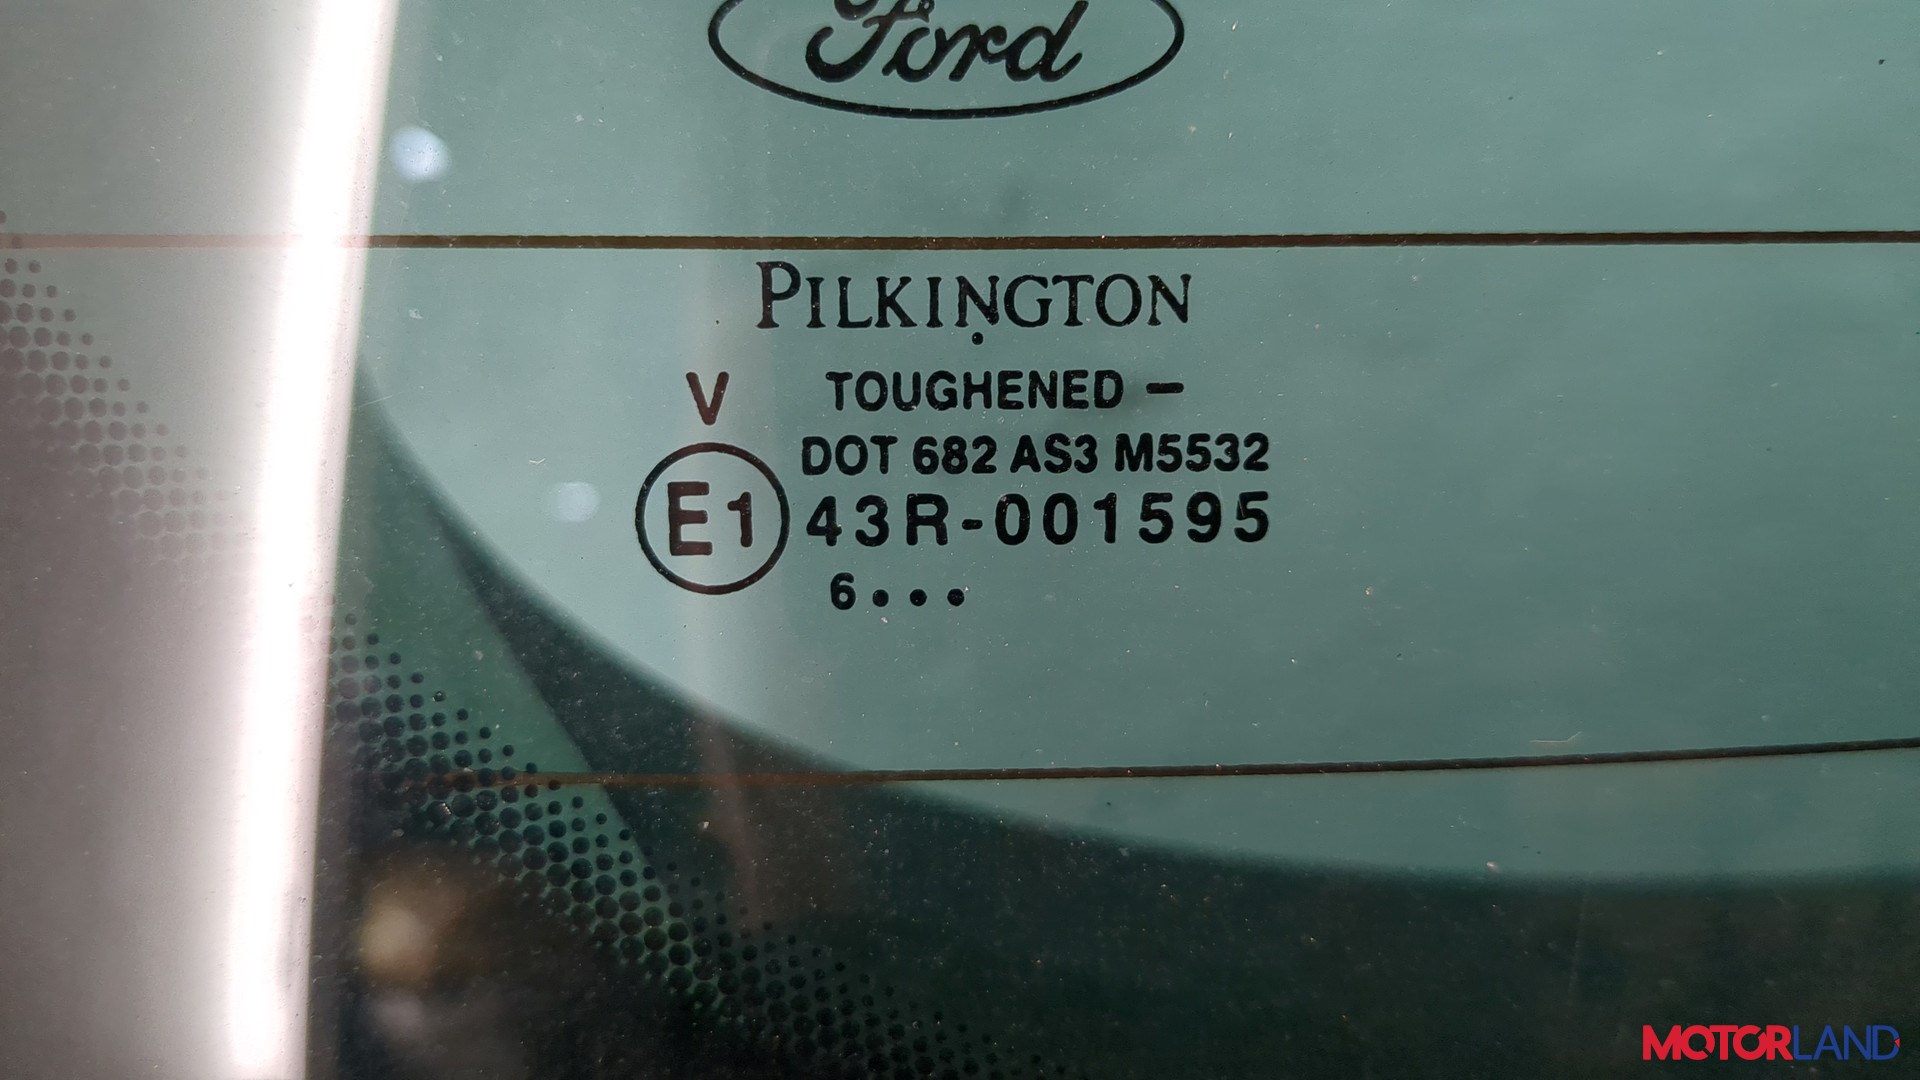 Ford
PILKINGTON
V TOUGHENED –
DOT 682 AS3 M5532
E1 43R-001595
6•••
MOTORLAND